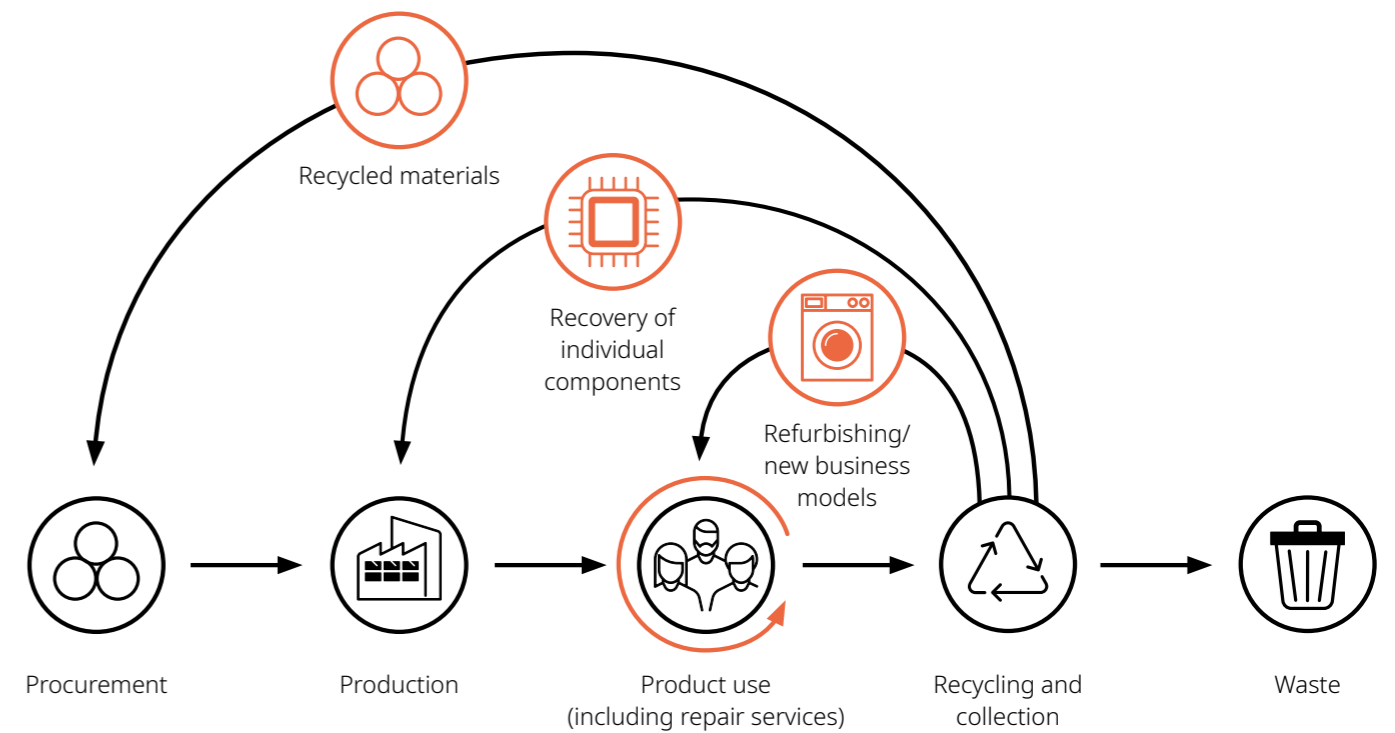 Recycled materials
Recovery of
individual
components
Refurbishing/
new business
models
Procurement
Production
Product use
(including repair services)
Recycling and
collection
Waste